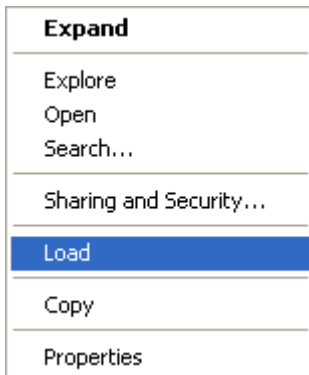 Expand
Explore
Open
Search...
Sharing and Security...
Load
Copy
Properties